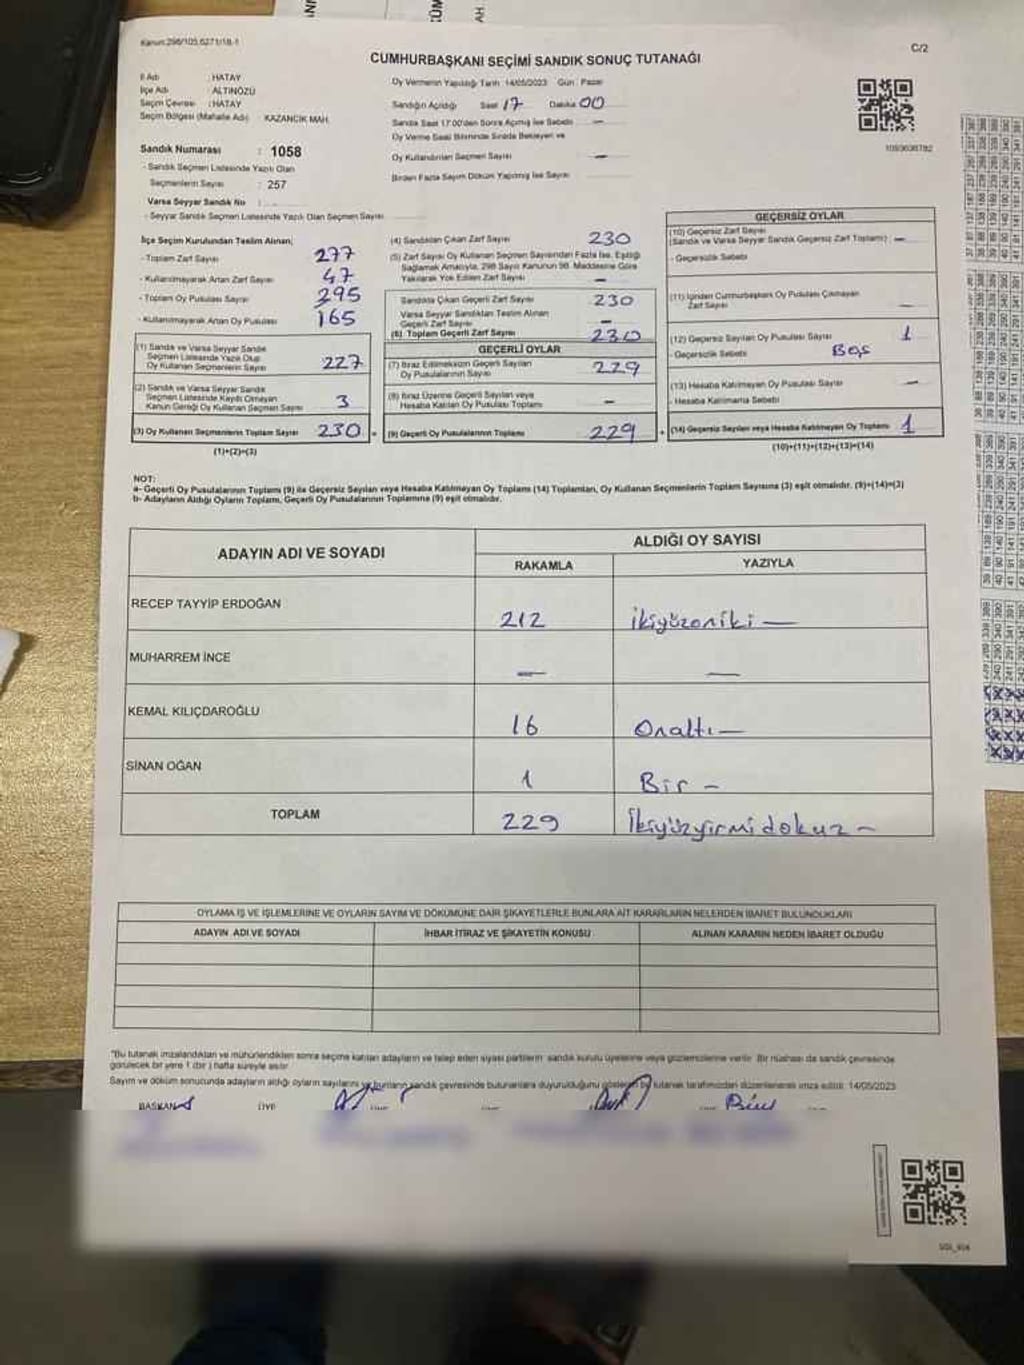 Kanun:298/105,6271/18-1
C/2
CUMHURBAŞKANI SEÇİMİ SANDIK SONUÇ TUTANAĞI
İl Adı : HATAY
İlçe Adı : ALTINÖZÜ
Seçim Çevresi : HATAY
Seçim Bölgesi (Mahalle Adı) KAZANCIK MAH.
Sandık Numarası : 1058
- Sandık Seçmen Listesinde Yazılı Olan
Seçmenlerin Sayısı : 257
Varsa Seyyar Sandık No :
- Seyyar Sandık Seçmen Listesinde Yazılı Olan Seçmen Sayısı
Oy Vermenin Yapıldığı Tarih 14/05/2023 Gün : Pazar
Sandığın Açıldığı Saat 17 Dakika 00
Sandık Saat 17:00'den Sonra Açılmış İse Sebebi —
Oy Verme Saati Bitiminde Sırada Bekleyen ve
Oy Kullandırılan Seçmen Sayısı —
Birden Fazla Sayım Döküm Yapılmış İse Sayısı
1093636782
İlçe Seçim Kurulundan Teslim Alınan;
- Toplam Zarf Sayısı 277
- Kullanılmayarak Artan Zarf Sayısı 47
- Toplam Oy Pusulası Sayısı 295
- Kullanılmayarak Artan Oy Pusulası 165
(1) Sandık ve Varsa Seyyar Sandık
Seçmen Listesinde Yazılı Olup
Oy Kullanan Seçmenlerin Sayısı 227
(2) Sandık ve Varsa Seyyar Sandık
Seçmen Listesinde Kaydı Olmayan
Kanun Gereği Oy Kullanan Seçmen Sayısı 3
(3) Oy Kullanan Seçmenlerin Toplam Sayısı 230 =
(1)+(2)=(3)
(4) Sandıktan Çıkan Zarf Sayısı 230
(5) Zarf Sayısı Oy Kullanan Seçmen Sayısından Fazla İse, Eşitliği
Sağlamak Amacıyla, 298 Sayılı Kanunun 98. Maddesine Göre
Yakılarak Yok Edilen Zarf Sayısı —
Sandıkta Çıkan Geçerli Zarf Sayısı 230
Varsa Seyyar Sandıktan Teslim Alınan
Geçerli Zarf Sayısı —
(6) Toplam Geçerli Zarf Sayısı 230
GEÇERLİ OYLAR
(7) İtiraz Edilmeksizin Geçerli Sayılan
Oy Pusulalarının Sayısı 229
(8) İtiraz Üzerine Geçerli Sayılan veya
Hesaba Katılan Oy Pusulası Toplamı —
(9) Geçerli Oy Pusulalarının Toplamı 229 +
GEÇERSİZ OYLAR
(10) Geçersiz Zarf Sayısı
(Sandık ve Varsa Seyyar Sandık Geçersiz Zarf Toplamı) —
- Geçersizlik Sebebi
(11) İçinden Cumhurbaşkanı Oy Pusulası Çıkmayan
Zarf Sayısı —
(12) Geçersiz Sayılan Oy Pusulası Sayısı 1
- Geçersizlik Sebebi Boş
(13) Hesaba Katılmayan Oy Pusulası Sayısı —
- Hesaba Katılmama Sebebi
(14) Geçersiz Sayılan veya Hesaba Katılmayan Oy Toplamı 1
(10)+(11)+(12)+(13)=(14)
NOT:
a- Geçerli Oy Pusulalarının Toplamı (9) ile Geçersiz Sayılan veya Hesaba Katılmayan Oy Toplamı (14) Toplamları, Oy Kullanan Seçmenlerin Toplam Sayısına (3) eşit olmalıdır. (9)+(14)=(3)
b- Adayların Aldığı Oyların Toplamı, Geçerli Oy Pusulalarının Toplamına (9) eşit olmalıdır.
ADAYIN ADI VE SOYADI
ALDIĞI OY SAYISI
RAKAMLA YAZIYLA
RECEP TAYYİP ERDOĞAN 212 ikiyüzoniki —
MUHARREM İNCE — —
KEMAL KILIÇDAROĞLU 16 Onaltı —
SİNAN OĞAN 1 Bir —
TOPLAM 229 İkiyüzyirmidokuz —
OYLAMA İŞ VE İŞLEMLERİNE VE OYLARIN SAYIM VE DÖKÜMÜNE DAİR ŞİKAYETLERLE BUNLARA AİT KARARLARIN NELERDEN İBARET BULUNDUKLARI
ADAYIN ADI VE SOYADI İHBAR İTİRAZ VE ŞİKAYETİN KONUSU ALINAN KARARIN NEDEN İBARET OLDUĞU
"Bu tutanak imzalandıktan ve mühürlendikten sonra seçime katılan adayların ve talep eden siyasi partilerin sandık kurulu üyelerine veya gözlemcilerine verilir. Bir nüshası da sandık çevresinde
görülecek bir yere 1 (bir) hafta süreyle asılır.
Sayım ve döküm sonucunda adayların aldığı oyların sayılarını ve bunların sandık çevresinde bulunanlara duyurulduğunu gösteren bu tutanak tarafımızdan düzenlenerek imza edildi. 14/05/2023
BAŞKAN ÜYE